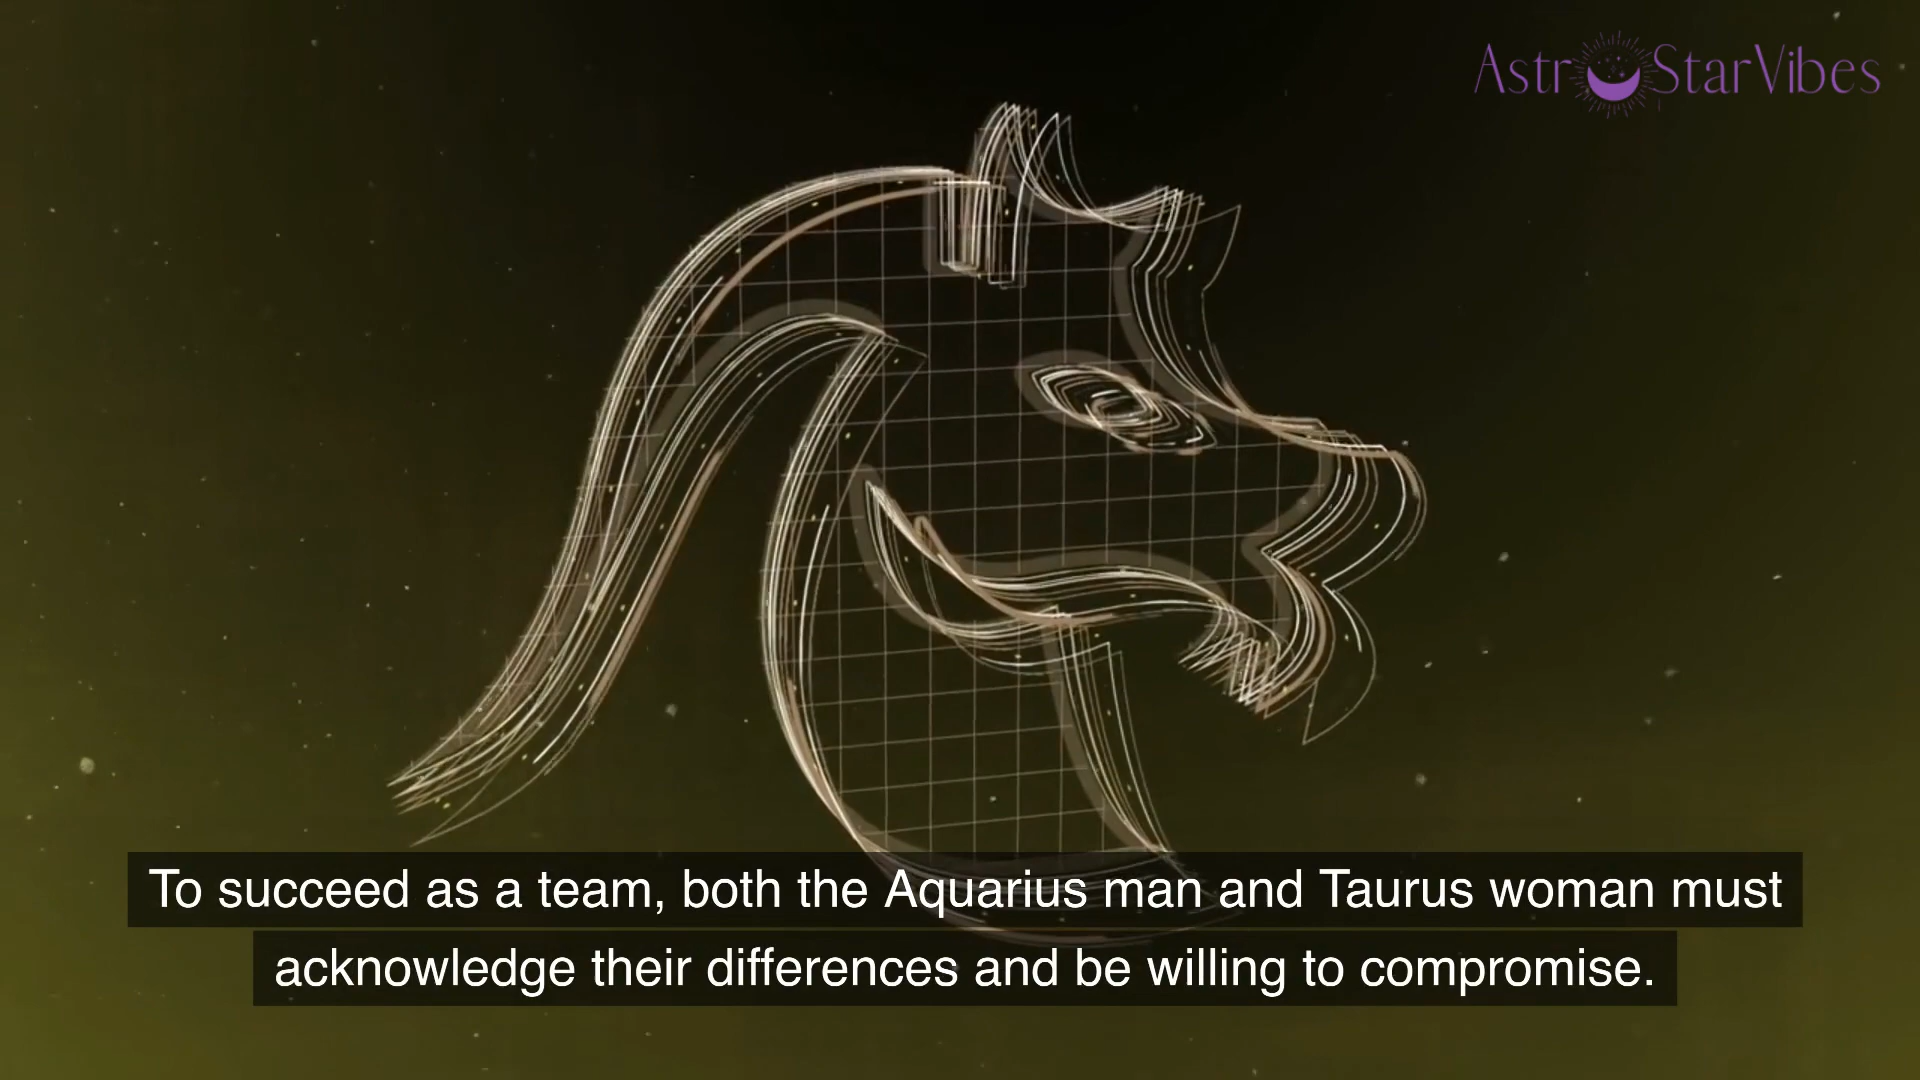 AstroStarVibes
To succeed as a team, both the Aquarius man and Taurus woman must
acknowledge their differences and be willing to compromise.